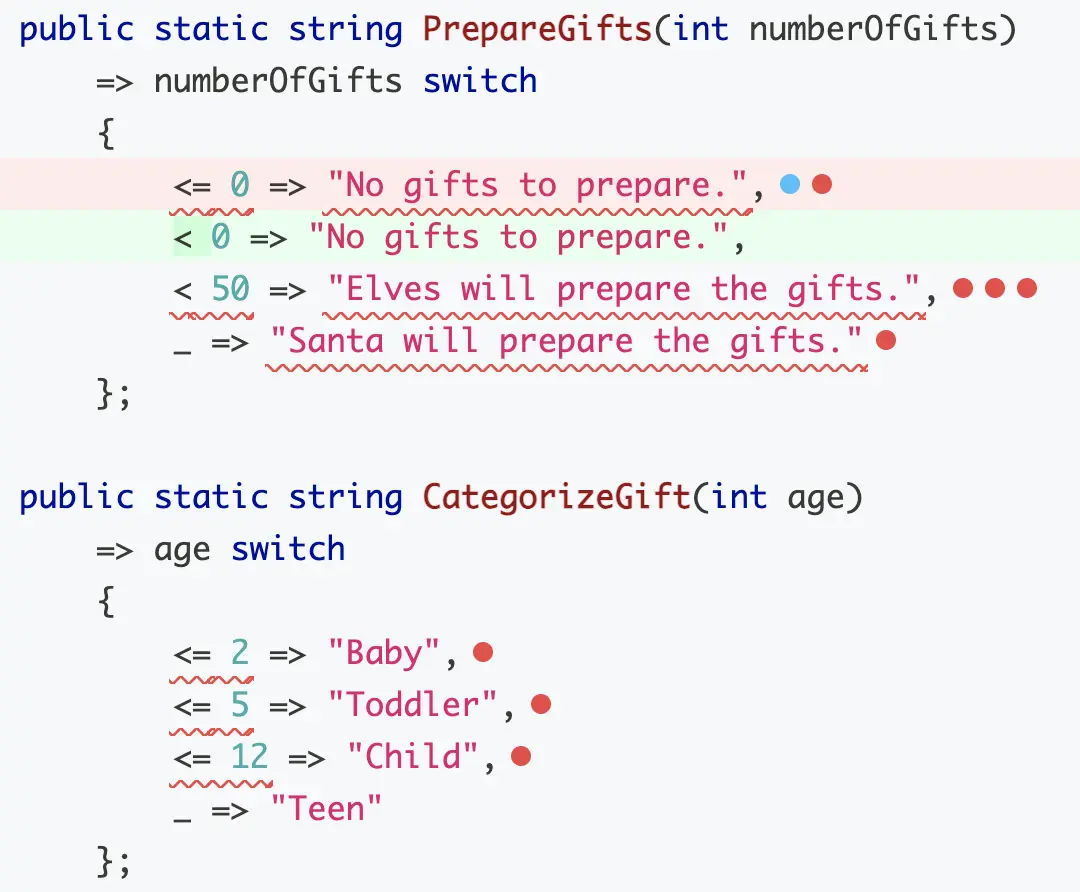 public static string PrepareGifts(int numberOfGifts)
=> numberOfGifts switch
{
<= 0 => "No gifts to prepare.",
< 0 => "No gifts to prepare.",
< 50 => "Elves will prepare the gifts.",
_ => "Santa will prepare the gifts."
};
public static string CategorizeGift(int age)
=> age switch
{
<= 2 => "Baby",
<= 5 => "Toddler",
<= 12 => "Child",
_ => "Teen"
};